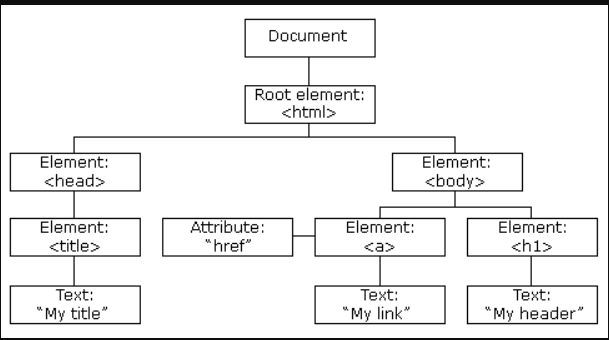 Document
Root element:
<html>
Element:
<head>
Element:
<body>
Element:
<title>
Attribute:
“href”
Element:
<a>
Element:
<h1>
Text:
“My title”
Text:
“My link”
Text:
“My header”